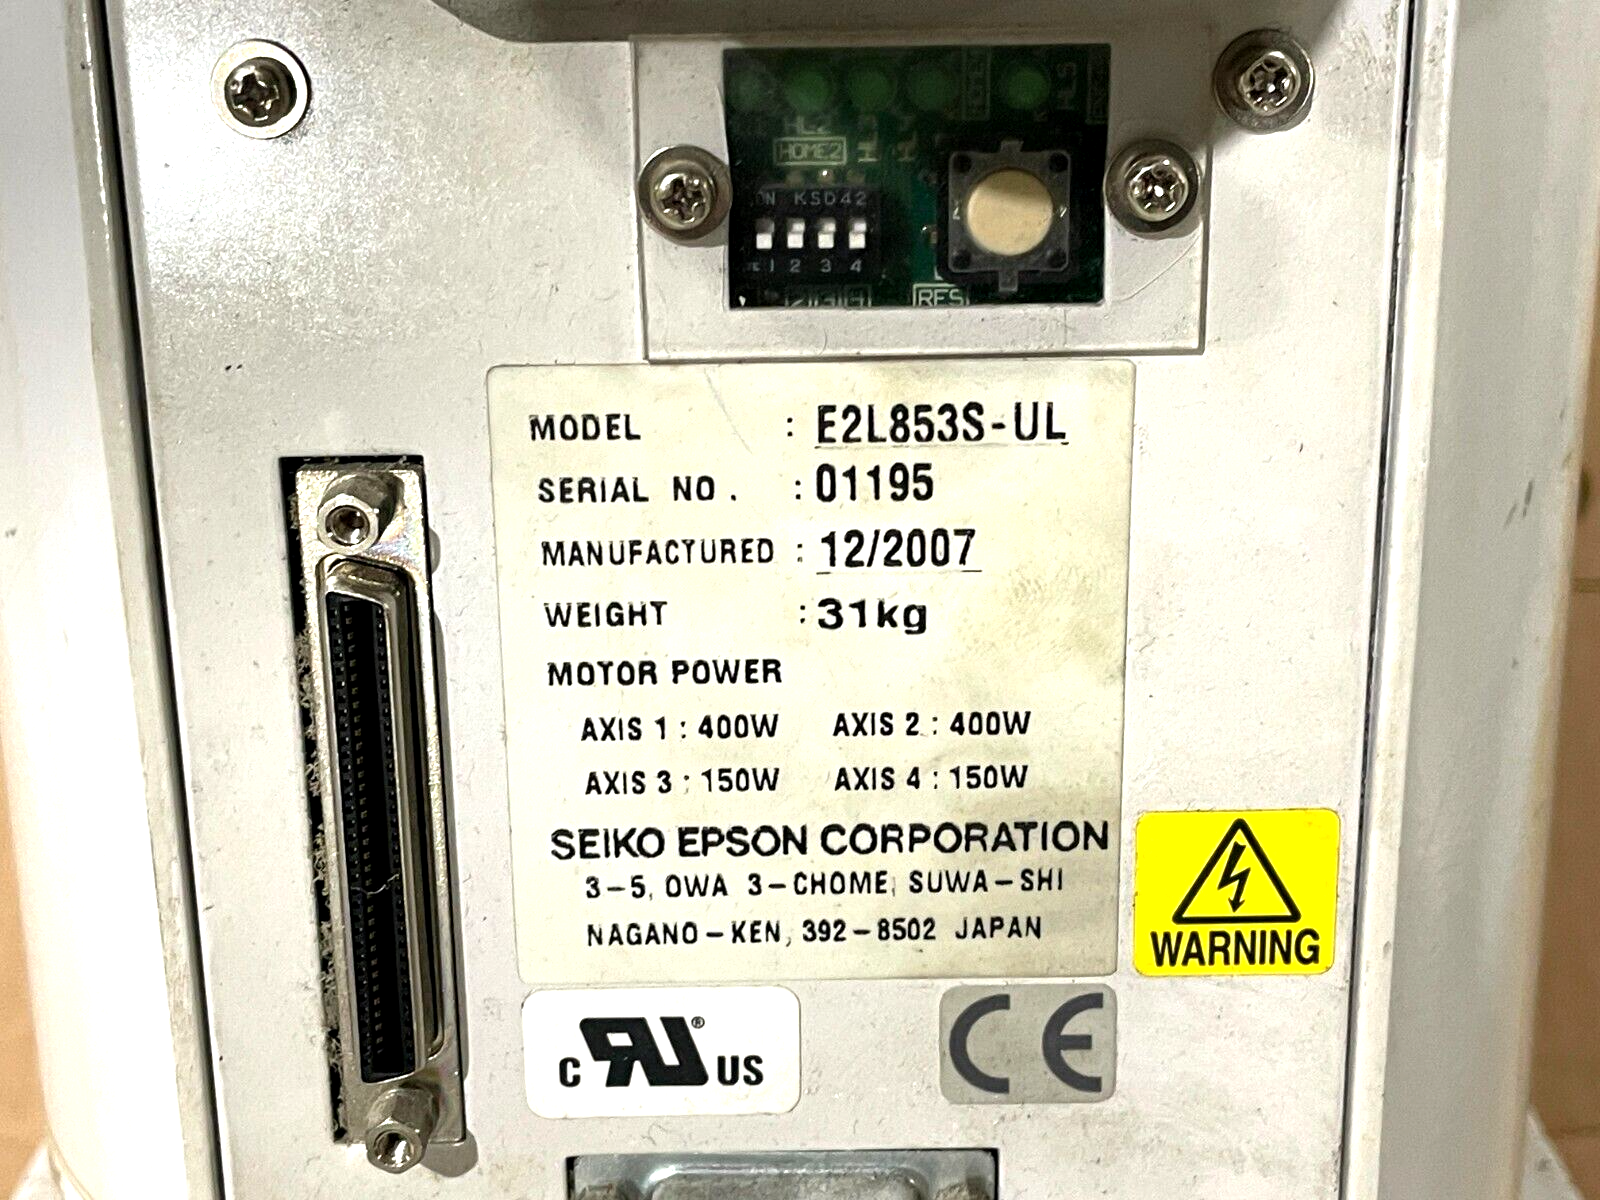 HL2
HOME2
ON KSD42
1 2 3 4
RES
MODEL : E2L853S-UL
SERIAL NO. : 01195
MANUFACTURED : 12/2007
WEIGHT : 31kg
MOTOR POWER
AXIS 1 : 400W AXIS 2 : 400W
AXIS 3 : 150W AXIS 4 : 150W
SEIKO EPSON CORPORATION
3-5, OWA 3-CHOME, SUWA-SHI
NAGANO-KEN, 392-8502 JAPAN
WARNING
C RU® US
CE